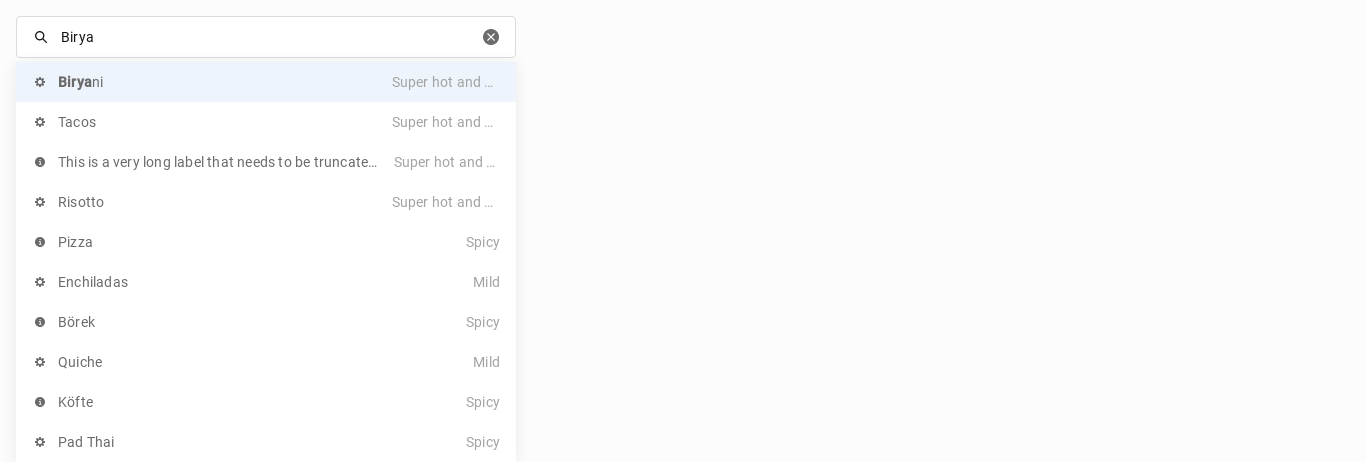 Birya
Biryani Super hot and …
Tacos Super hot and …
This is a very long label that needs to be truncate… Super hot and …
Risotto Super hot and …
Pizza Spicy
Enchiladas Mild
Börek Spicy
Quiche Mild
Köfte Spicy
Pad Thai Spicy